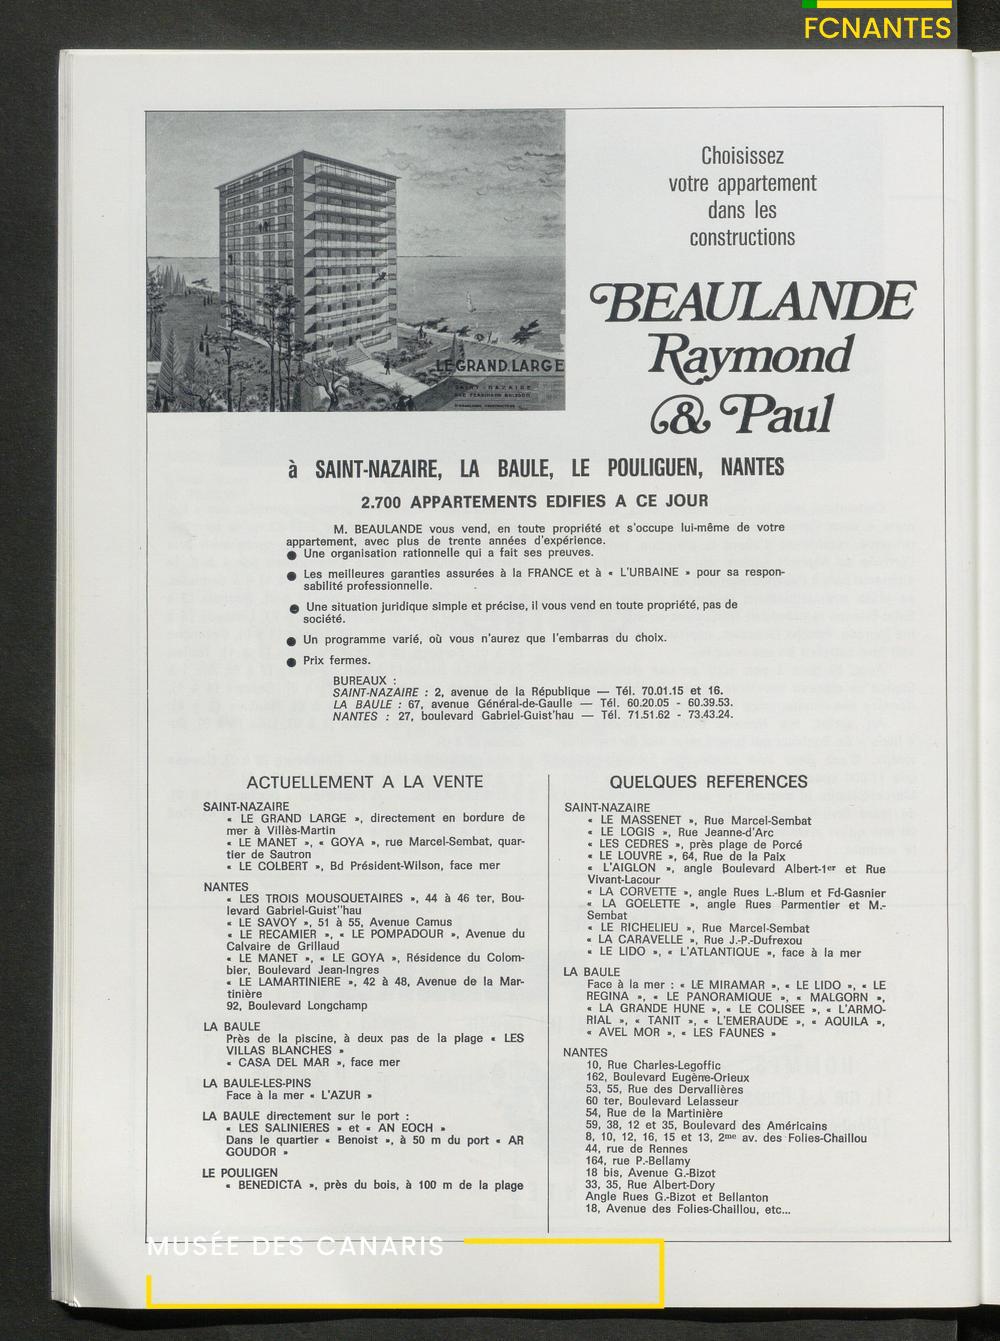 FCNANTES
Choisissez
votre appartement
dans les
constructions
BEAULANDE
Raymond
& Paul
LE GRAND LARGE
SAINT-NAZAIRE
à SAINT-NAZAIRE, LA BAULE, LE POULIGUEN, NANTES
2.700 APPARTEMENTS EDIFIES A CE JOUR
M. BEAULANDE vous vend, en toute propriété et s'occupe lui-même de votre
appartement, avec plus de trente années d'expérience.
● Une organisation rationnelle qui a fait ses preuves.
● Les meilleures garanties assurées à la FRANCE et à « L'URBAINE » pour sa respon-
sabilité professionnelle.
● Une situation juridique simple et précise, il vous vend en toute propriété, pas de
société.
● Un programme varié, où vous n'aurez que l'embarras du choix.
● Prix fermes.
BUREAUX :
SAINT-NAZAIRE : 2, avenue de la République — Tél. 70.01.15 et 16.
LA BAULE : 67, avenue Général-de-Gaulle — Tél. 60.20.05 - 60.39.53.
NANTES : 27, boulevard Gabriel-Guist'hau — Tél. 71.51.62 - 73.43.24.
ACTUELLEMENT A LA VENTE
SAINT-NAZAIRE
« LE GRAND LARGE », directement en bordure de
mer à Villès-Martin
« LE MANET », « GOYA », rue Marcel-Sembat, quar-
tier de Sautron
« LE COLBERT », Bd Président-Wilson, face mer
NANTES
« LES TROIS MOUSQUETAIRES », 44 à 46 ter, Bou-
levard Gabriel-Guist''hau
« LE SAVOY », 51 à 55, Avenue Camus
« LE RECAMIER », « LE POMPADOUR », Avenue du
Calvaire de Grillaud
« LE MANET », « LE GOYA », Résidence du Colom-
bier, Boulevard Jean-Ingres
« LE LAMARTINIERE », 42 à 48, Avenue de la Mar-
tinière
92, Boulevard Longchamp
LA BAULE
Près de la piscine, à deux pas de la plage « LES
VILLAS BLANCHES »
« CASA DEL MAR », face mer
LA BAULE-LES-PINS
Face à la mer « L'AZUR »
LA BAULE directement sur le port :
« LES SALINIERES » et « AN EOCH »
Dans le quartier « Benoist », à 50 m du port « AR
GOUDOR »
LE POULIGEN
« BENEDICTA », près du bois, à 100 m de la plage
QUELQUES REFERENCES
SAINT-NAZAIRE
« LE MASSENET », Rue Marcel-Sembat
« LE LOGIS », Rue Jeanne-d'Arc
« LES CEDRES », près plage de Porcé
« LE LOUVRE », 64, Rue de la Paix
« L'AIGLON », angle Boulevard Albert-1er et Rue
Vivant-Lacour
« LA CORVETTE », angle Rues L.-Blum et Fd-Gasnier
« LA GOELETTE », angle Rues Parmentier et M.-
Sembat
« LE RICHELIEU », Rue Marcel-Sembat
« LA CARAVELLE », Rue J.-P.-Dufrexou
« LE LIDO », « L'ATLANTIQUE », face à la mer
LA BAULE
Face à la mer : « LE MIRAMAR », « LE LIDO », « LE
REGINA », « LE PANORAMIQUE », « MALGORN »,
« LA GRANDE HUNE », « LE COLISEE », « L'ARMO-
RIAL », « TANIT », « L'EMERAUDE », « AQUILA »,
« AVEL MOR », « LES FAUNES »
NANTES
10, Rue Charles-Legoffic
162, Boulevard Eugène-Orieux
53, 55, Rue des Dervallières
60 ter, Boulevard Lelasseur
54, Rue de la Martinière
59, 38, 12 et 35, Boulevard des Américains
8, 10, 12, 16, 15 et 13, 2me av. des Folies-Chaillou
44, rue de Rennes
164, rue P.-Bellamy
18 bis, Avenue G.-Bizot
33, 35, Rue Albert-Dory
Angle Rues G.-Bizot et Bellanton
18, Avenue des Folies-Chaillou, etc...
MUSÉE DES CANARIS